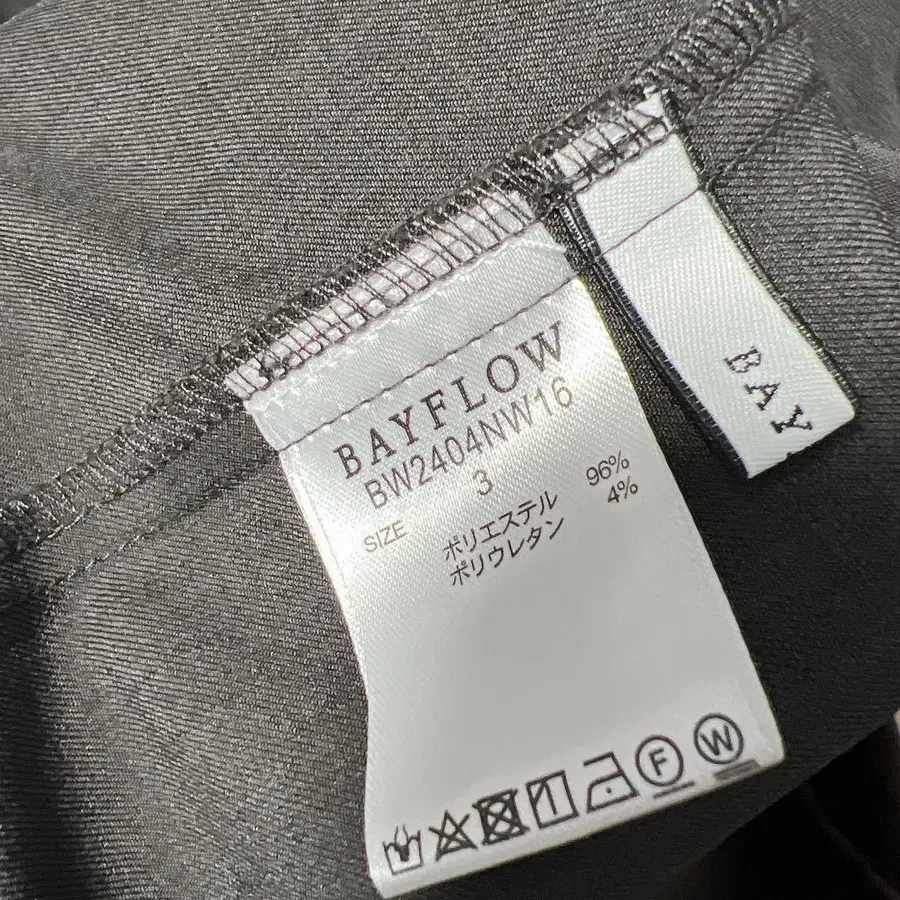 BAYFLOW
BW2404NW16
SIZE 3
ポリエステル 96%
ポリウレタン 4%
F W
BAY